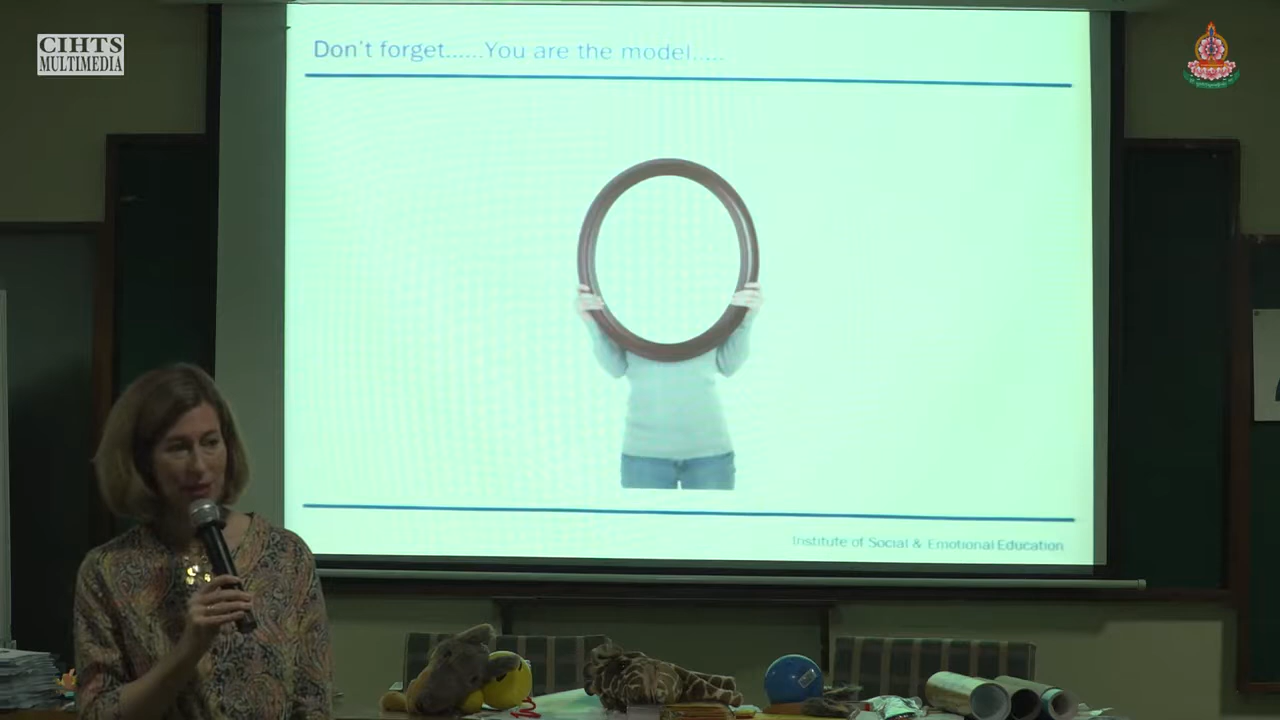 CIHTS
MULTIMEDIA
Don't forget......You are the model.....
Institute of Social & Emotional Education